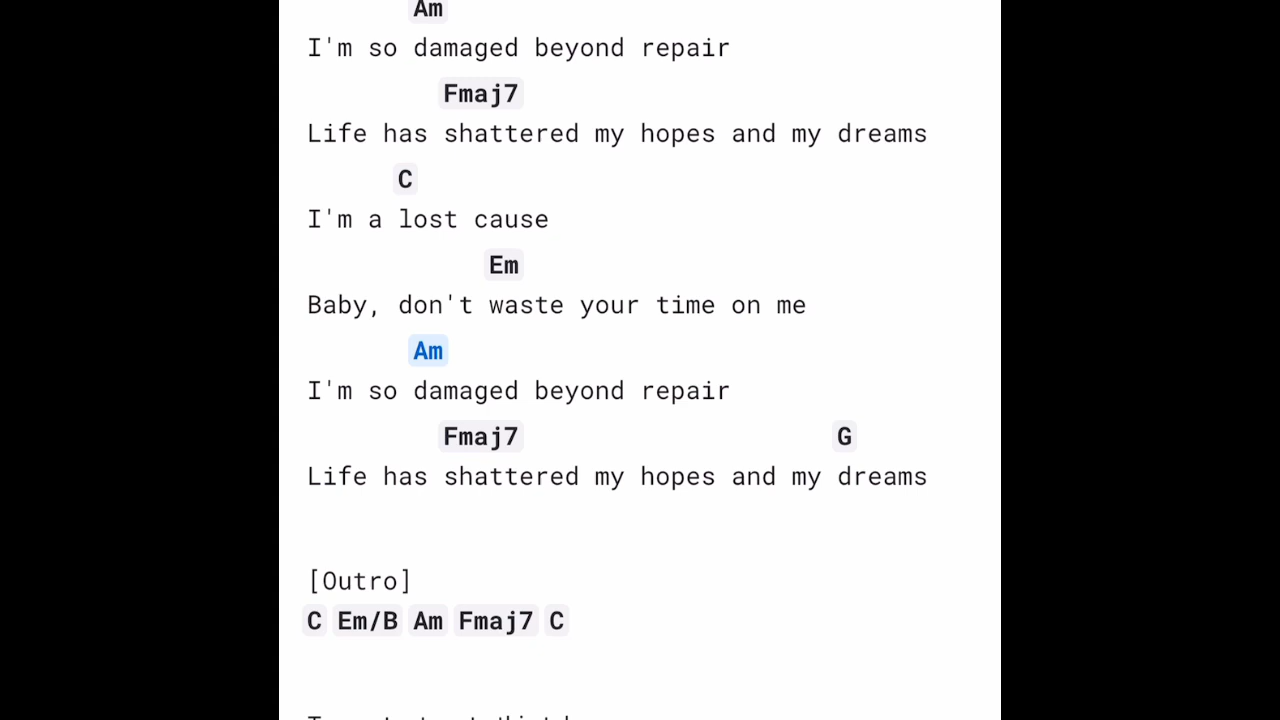 Am
I'm so damaged beyond repair
Fmaj7
Life has shattered my hopes and my dreams
C
I'm a lost cause
Em
Baby, don't waste your time on me
Am
I'm so damaged beyond repair
Fmaj7 G
Life has shattered my hopes and my dreams
[Outro]
C Em/B Am Fmaj7 C